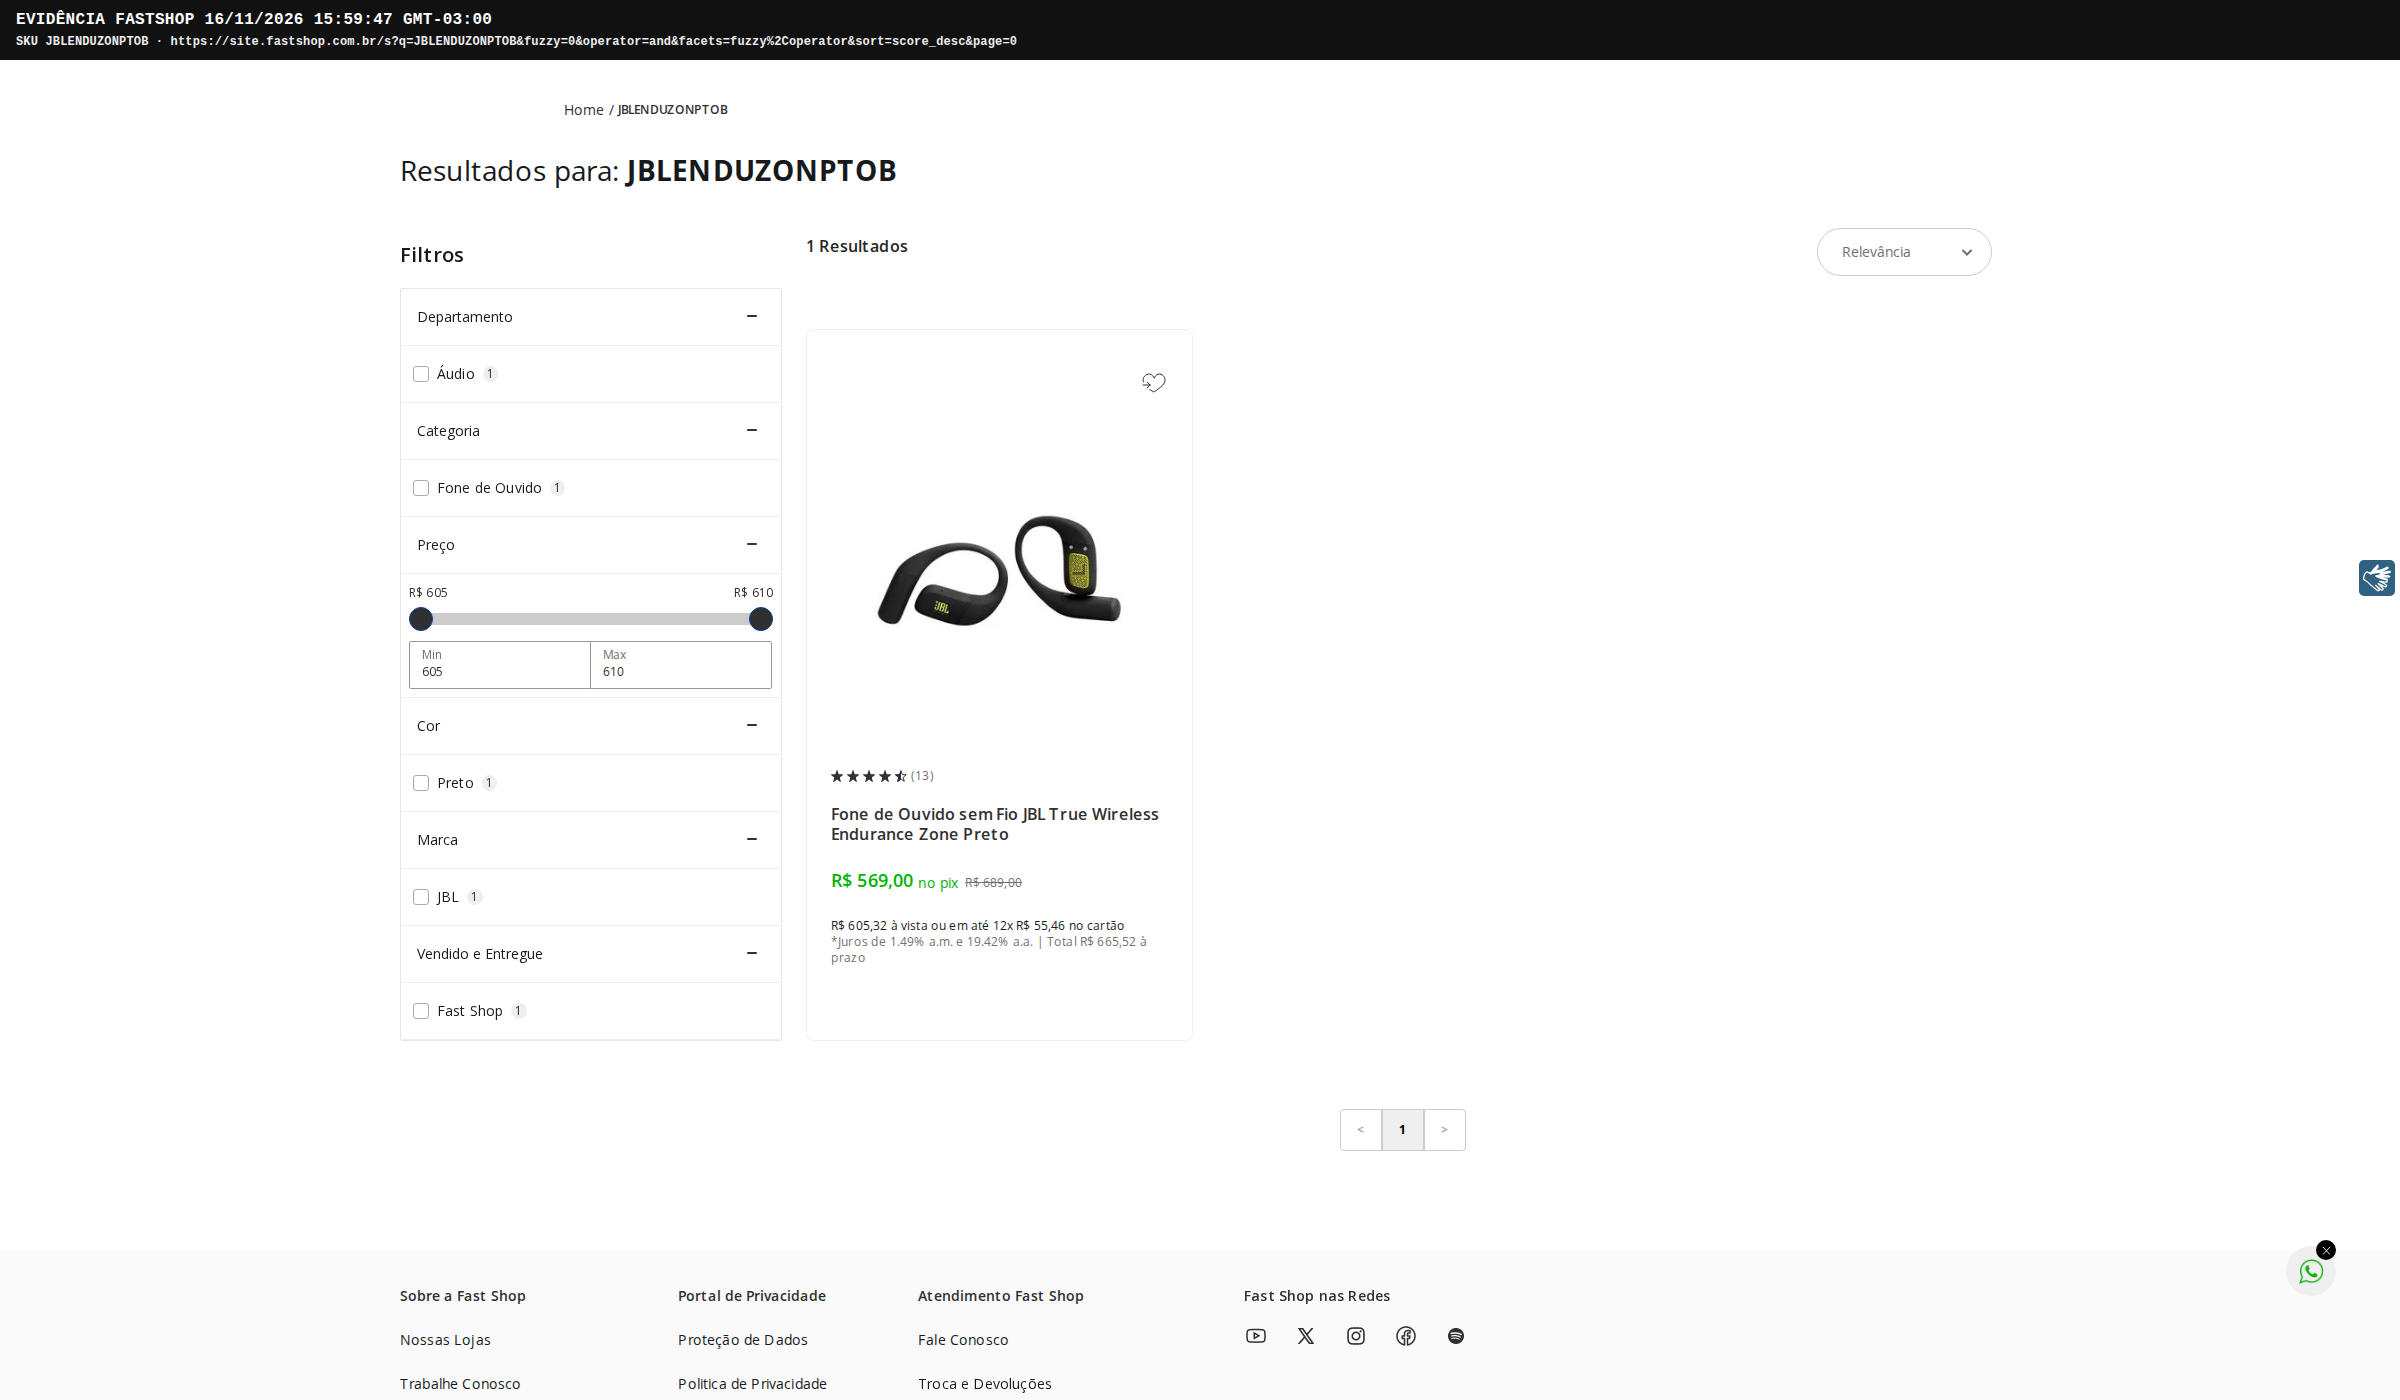 EVIDÊNCIA FASTSHOP 16/11/2026 15:59:47 GMT-03:00
SKU JBLENDUZONPTOB · https://site.fastshop.com.br/s?q=JBLENDUZONPTOB&fuzzy=0&operator=and&facets=fuzzy%2Coperator&sort=score_desc&page=0
Home / JBLENDUZONPTOB
Resultados para: JBLENDUZONPTOB
Filtros
1 Resultados
Relevância
Departamento
Áudio 1
Categoria
Fone de Ouvido 1
Preço
R$ 605
R$ 610
Min
605
Max
610
Cor
Preto 1
Marca
JBL 1
Vendido e Entregue
Fast Shop 1
JBL
(13)
Fone de Ouvido sem Fio JBL True Wireless
Endurance Zone Preto
R$ 569,00 no pix R$ 689,00
R$ 605,32 à vista ou em até 12x R$ 55,46 no cartão
*Juros de 1.49% a.m. e 19.42% a.a. | Total R$ 665,52 à
prazo
< 1 >
Sobre a Fast Shop
Nossas Lojas
Trabalhe Conosco
Portal de Privacidade
Proteção de Dados
Politica de Privacidade
Atendimento Fast Shop
Fale Conosco
Troca e Devoluções
Fast Shop nas Redes